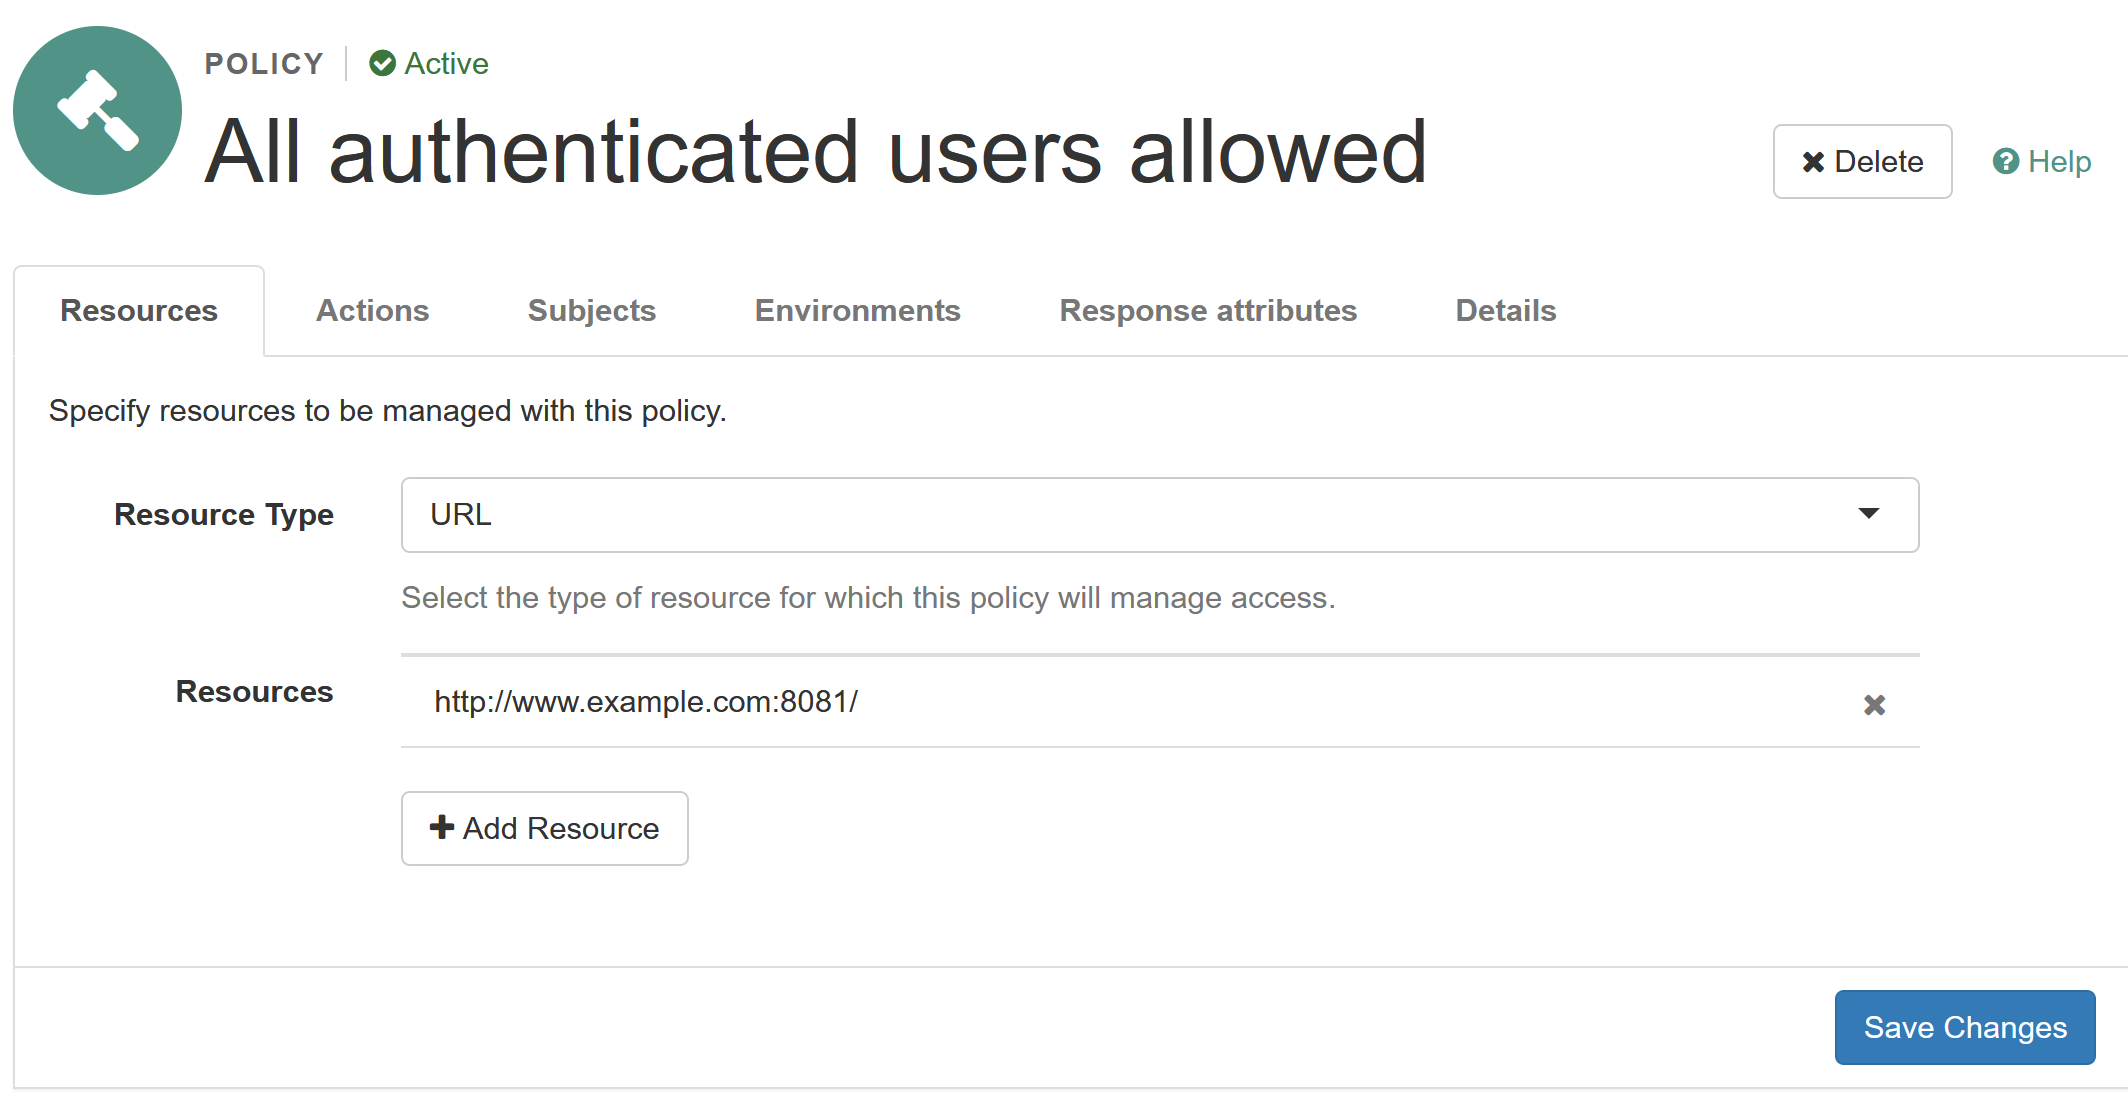 POLICY Active
All authenticated users allowed
Delete Help
Resources Actions Subjects Environments Response attributes Details
Specify resources to be managed with this policy.
Resource Type URL
Select the type of resource for which this policy will manage access.
Resources http://www.example.com:8081/
Add Resource
Save Changes